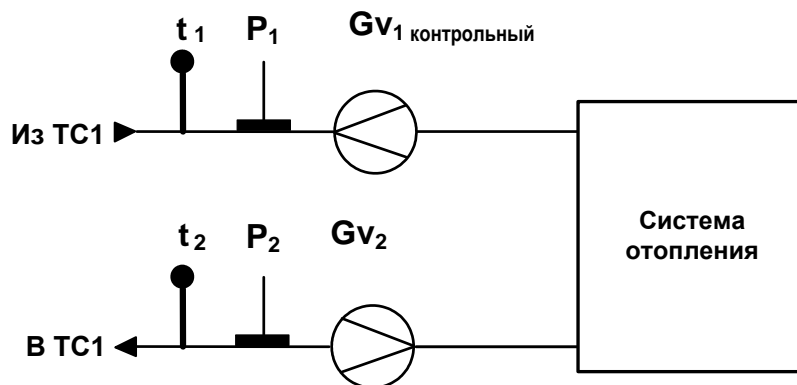 t 1 P1 Gv1 контрольный
Из ТС1
Система
отопления
t 2 P2 Gv2
В ТС1